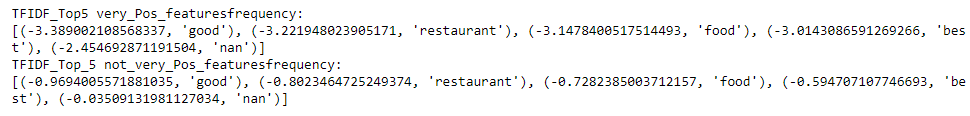 TFIDF_Top5 very_Pos_featuresfrequency:
[(-3.389002108568337, 'good'), (-3.221948023905171, 'restaurant'), (-3.1478400517514493, 'food'), (-3.0143086591269266, 'bes
t'), (-2.454692871191504, 'nan')]
TFIDF_Top_5 not_very_Pos_featuresfrequency:
[(-0.9694005571881035, 'good'), (-0.8023464725249374, 'restaurant'), (-0.7282385003712157, 'food'), (-0.594707107746693, 'be
st'), (-0.03509131981127034, 'nan')]